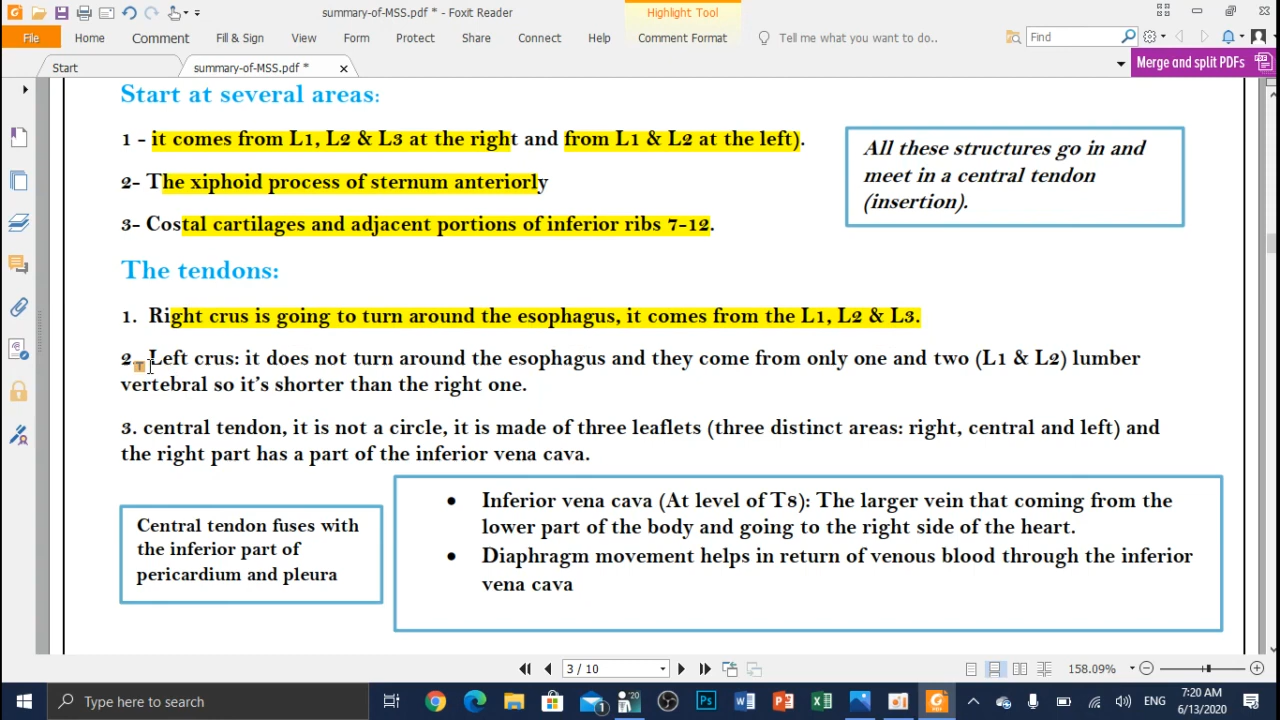 summary-of-MSS.pdf * - Foxit Reader
Highlight Tool
File
Home
Comment
Fill & Sign
View
Form
Protect
Share
Connect
Help
Comment Format
Tell me what you want to do..
Find
Start
summary-of-MSS.pdf *
Merge and split PDFs
Start at several areas:
1 - it comes from L1, L2 & L3 at the right and from L1 & L2 at the left).
2- The xiphoid process of sternum anteriorly
3- Costal cartilages and adjacent portions of inferior ribs 7-12.
All these structures go in and
meet in a central tendon
(insertion).
The tendons:
1. Right crus is going to turn around the esophagus, it comes from the L1, L2 & L3.
2. Left crus: it does not turn around the esophagus and they come from only one and two (L1 & L2) lumber
vertebral so it's shorter than the right one.
3. central tendon, it is not a circle, it is made of three leaflets (three distinct areas: right, central and left) and
the right part has a part of the inferior vena cava.
Central tendon fuses with
the inferior part of
pericardium and pleura
• Inferior vena cava (At level of T8): The larger vein that coming from the
lower part of the body and going to the right side of the heart.
• Diaphragm movement helps in return of venous blood through the inferior
vena cava
3 / 10
158.09%
Type here to search
ENG
7:20 AM
6/13/2020